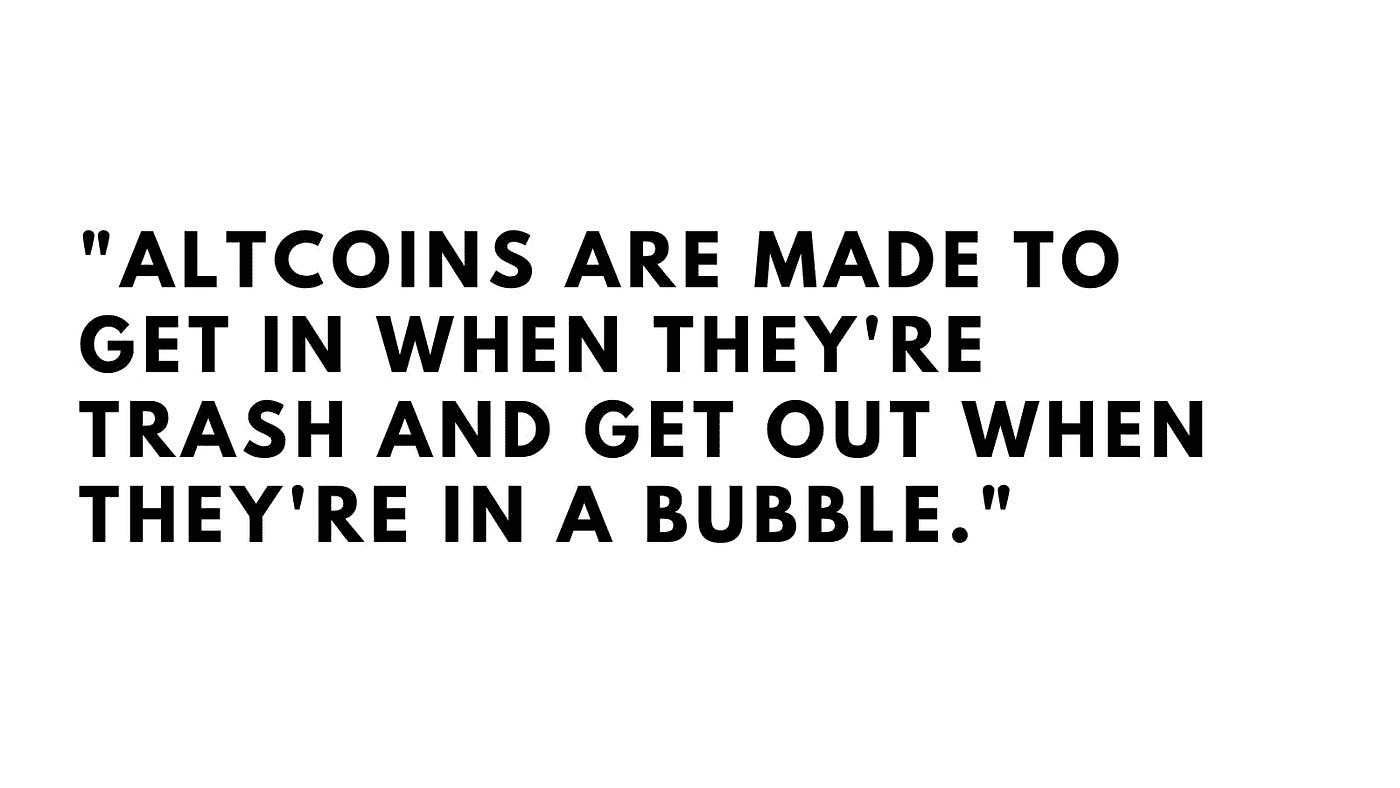 "ALTCOINS ARE MADE TO
GET IN WHEN THEY'RE
TRASH AND GET OUT WHEN
THEY'RE IN A BUBBLE."